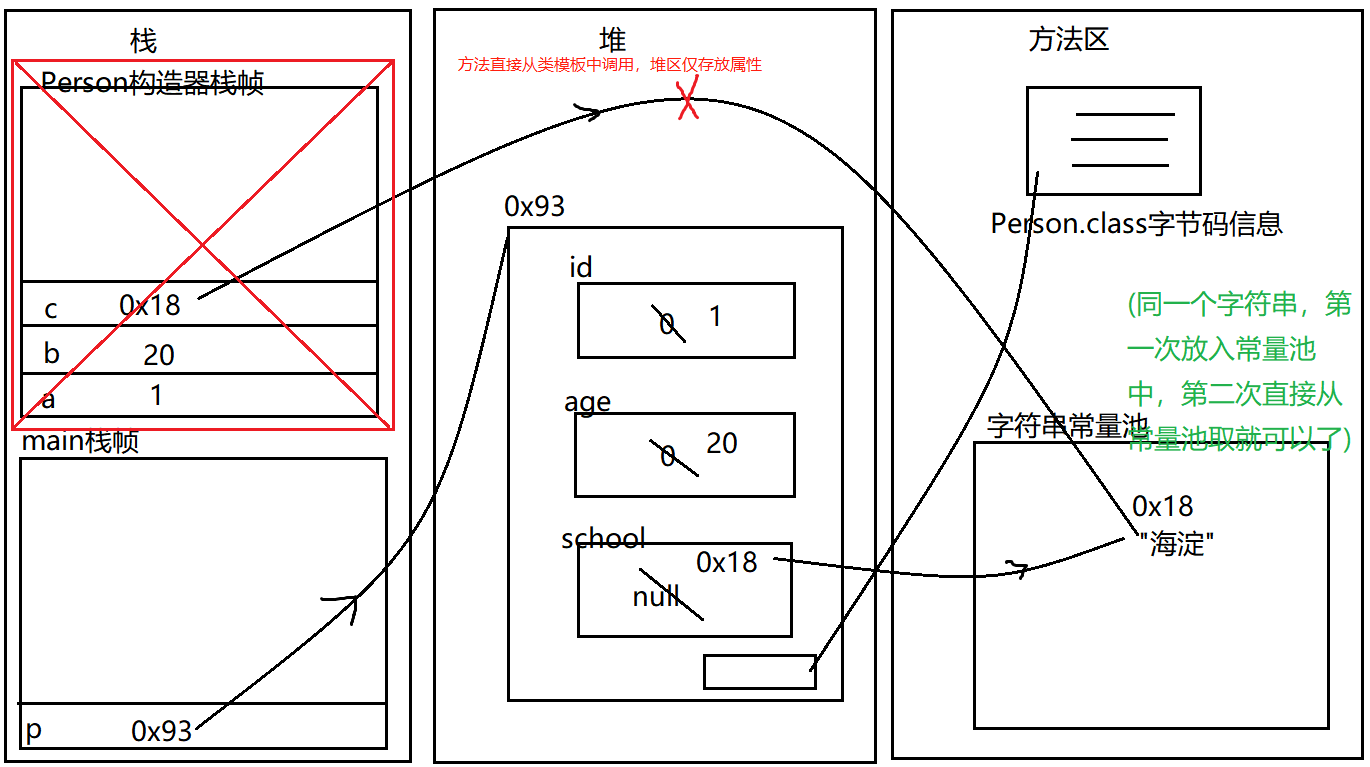 栈
Person构造器栈帧
c 0x18
b 20
a 1
main栈帧
p 0x93
堆
方法直接从类模板中调用，堆区仅存放属性
0x93
id
0 1
age
0 20
school
0x18
null
方法区
Person.class字节码信息
(同一个字符串，第
一次放入常量池
中，第二次直接从
常量池取就可以了)
字符串常量池
0x18
"海淀"